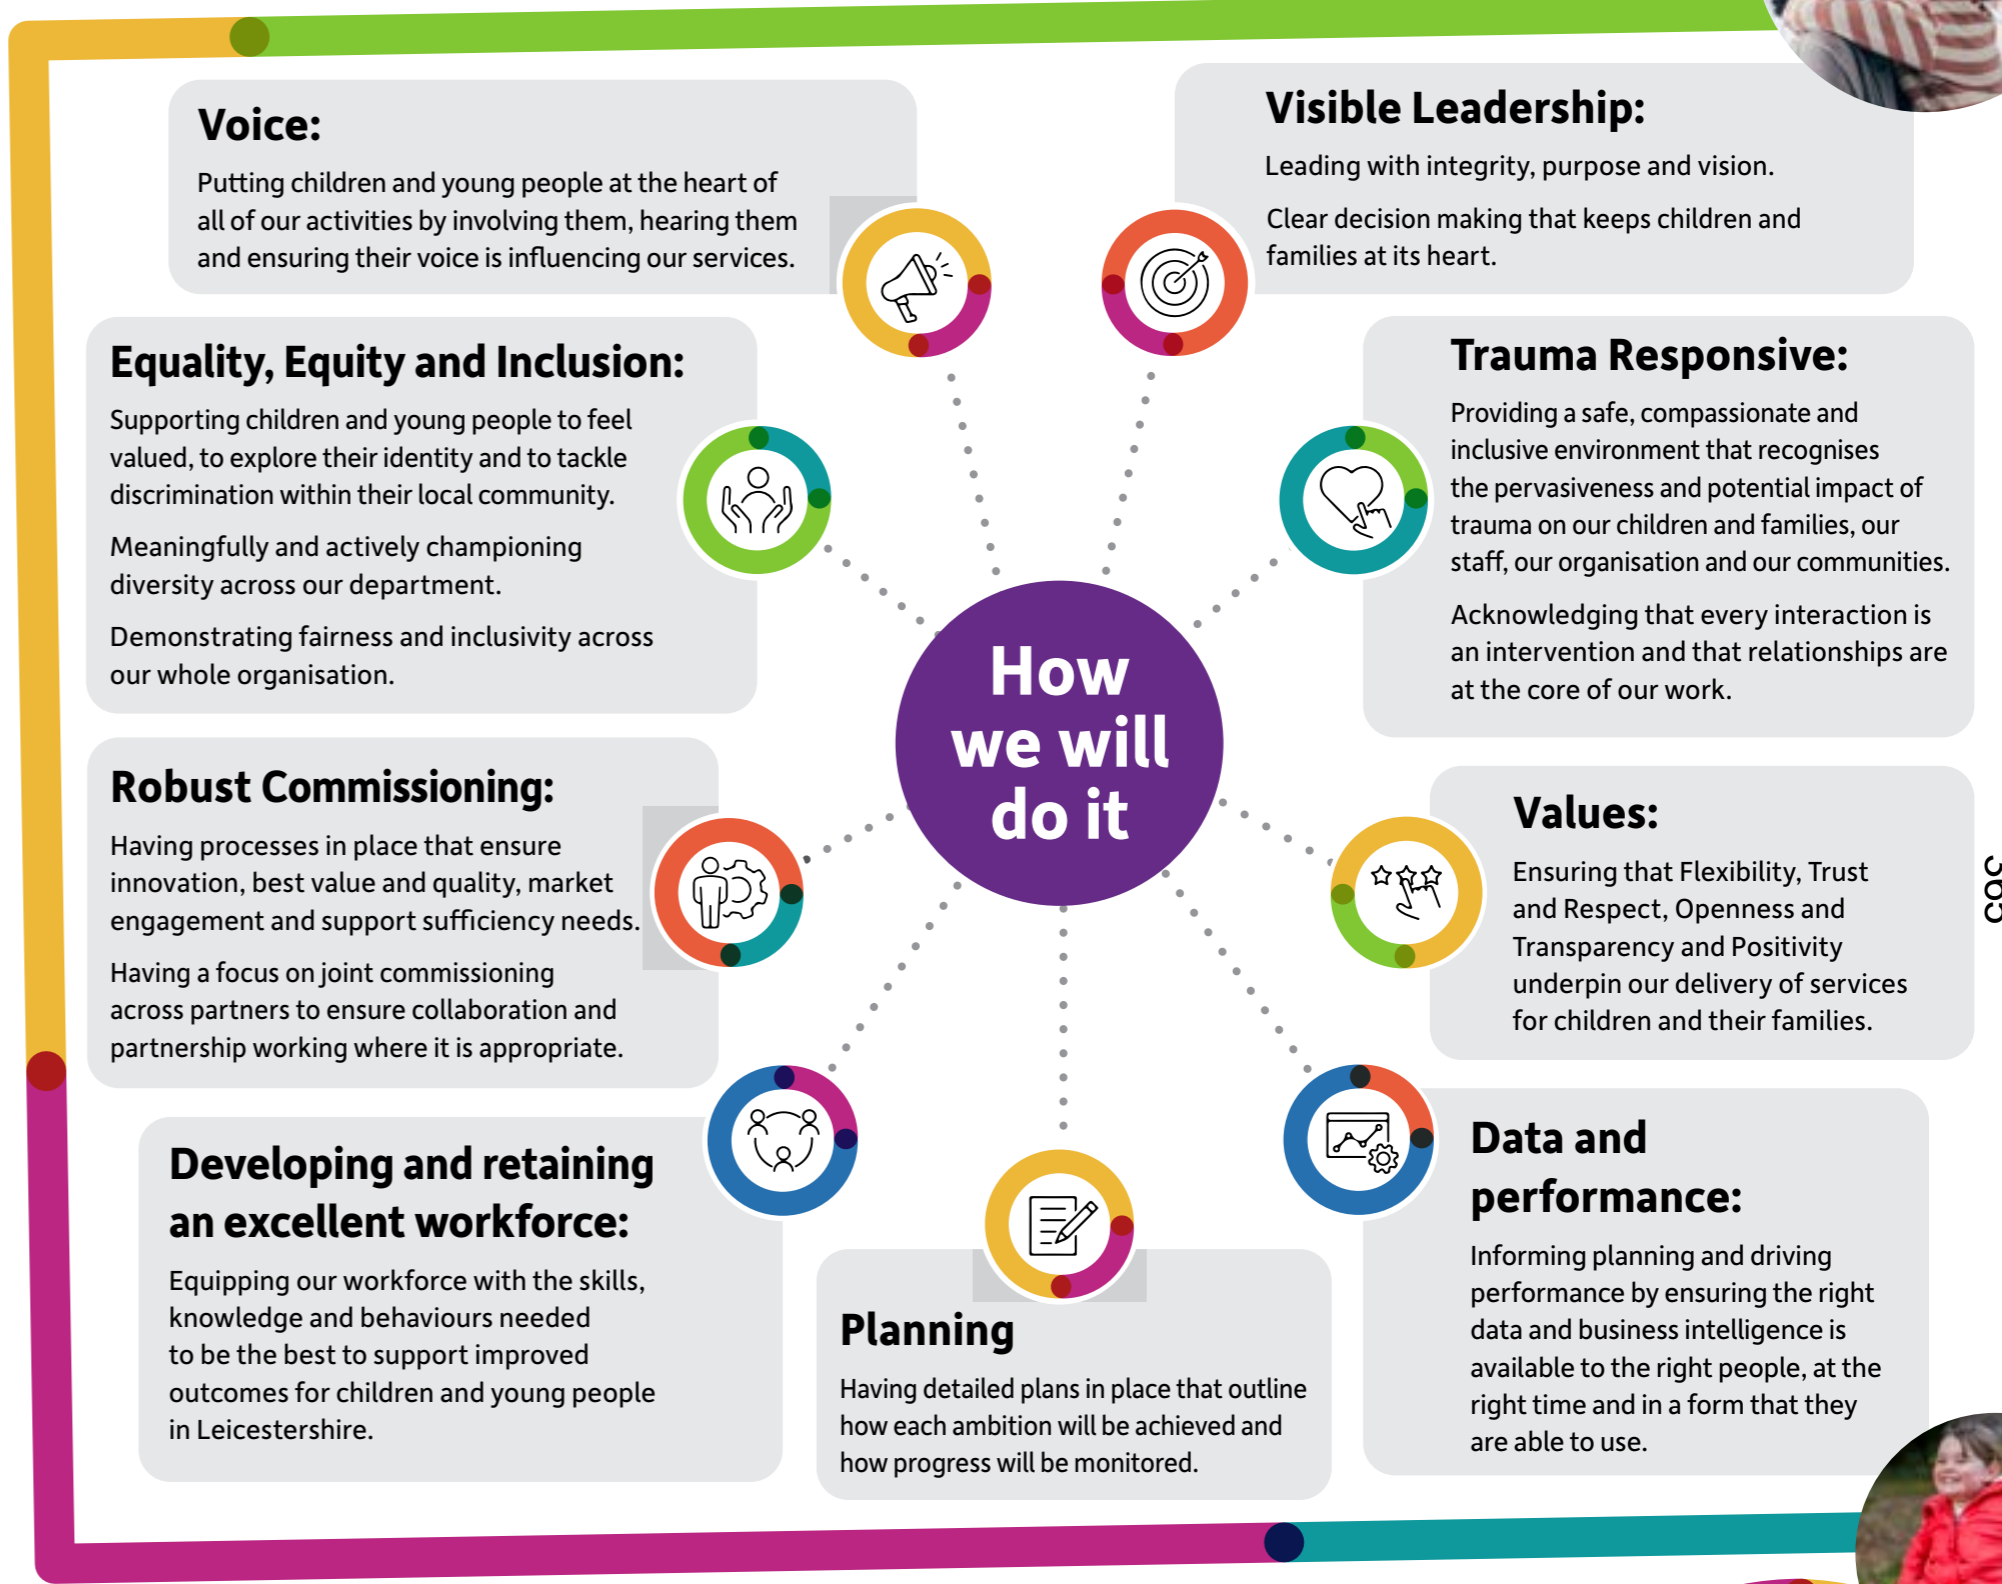 Voice:
Putting children and young people at the heart of
all of our activities by involving them, hearing them
and ensuring their voice is influencing our services.
Visible Leadership:
Leading with integrity, purpose and vision.
Clear decision making that keeps children and
families at its heart.
Equality, Equity and Inclusion:
Supporting children and young people to feel
valued, to explore their identity and to tackle
discrimination within their local community.
Meaningfully and actively championing
diversity across our department.
Demonstrating fairness and inclusivity across
our whole organisation.
Trauma Responsive:
Providing a safe, compassionate and
inclusive environment that recognises
the pervasiveness and potential impact of
trauma on our children and families, our
staff, our organisation and our communities.
Acknowledging that every interaction is
an intervention and that relationships are
at the core of our work.
How
we will
do it
Robust Commissioning:
Having processes in place that ensure
innovation, best value and quality, market
engagement and support sufficiency needs.
Having a focus on joint commissioning
across partners to ensure collaboration and
partnership working where it is appropriate.
Values:
Ensuring that Flexibility, Trust
and Respect, Openness and
Transparency and Positivity
underpin our delivery of services
for children and their families.
Developing and retaining
an excellent workforce:
Equipping our workforce with the skills,
knowledge and behaviours needed
to be the best to support improved
outcomes for children and young people
in Leicestershire.
Planning
Having detailed plans in place that outline
how each ambition will be achieved and
how progress will be monitored.
Data and
performance:
Informing planning and driving
performance by ensuring the right
data and business intelligence is
available to the right people, at the
right time and in a form that they
are able to use.